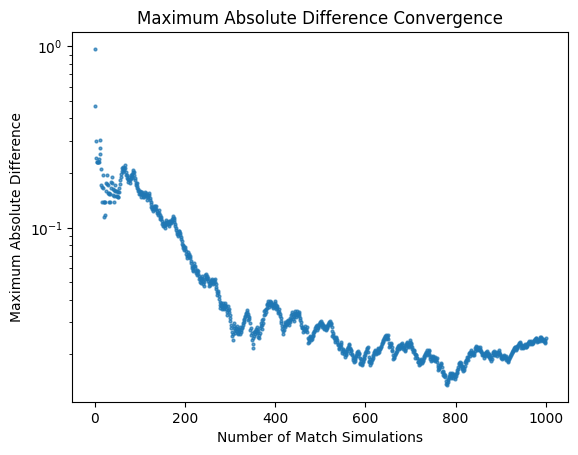 Maximum Absolute Difference Convergence
Maximum Absolute Difference
10⁰
10⁻¹
0 200 400 600 800 1000
Number of Match Simulations